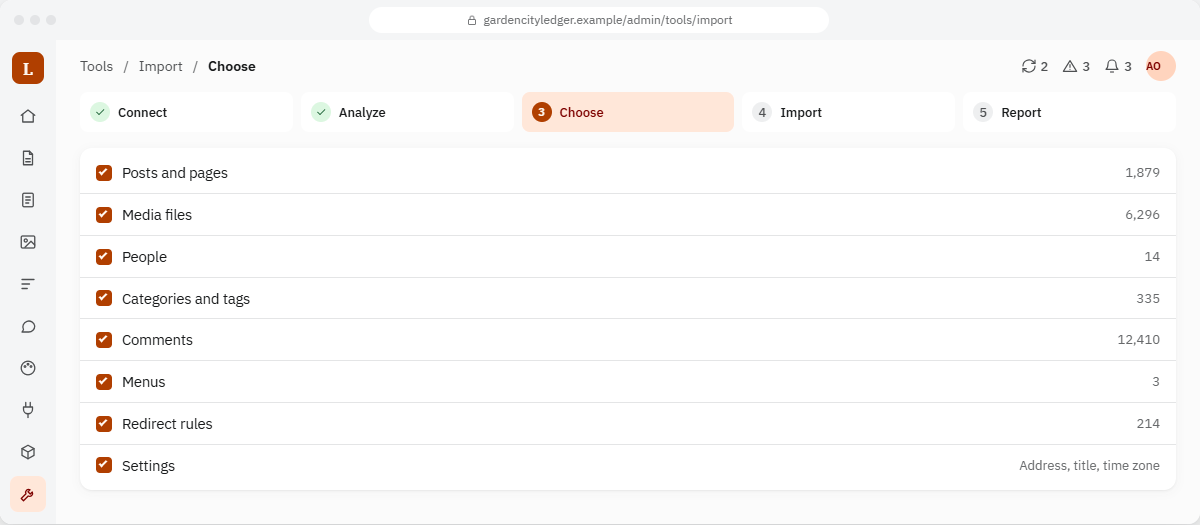 gardencityledger.example/admin/tools/import
L
Tools / Import / Choose
2
3
3
AO
Connect
Analyze
3 Choose
4 Import
5 Report
Posts and pages 1,879
Media files 6,296
People 14
Categories and tags 335
Comments 12,410
Menus 3
Redirect rules 214
Settings Address, title, time zone